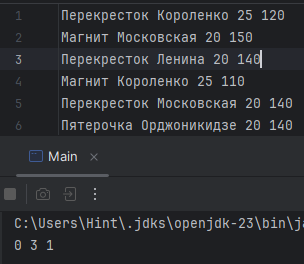 1 Перекресток Короленко 25 120
2 Магнит Московская 20 150
3 Перекресток Ленина 20 140
4 Магнит Короленко 25 110
5 Перекресток Московская 20 140
6 Пятерочка Орджоникидзе 20 140
Main ×
C:\Users\Hint\.jdks\openjdk-23\bin\ja
0 3 1